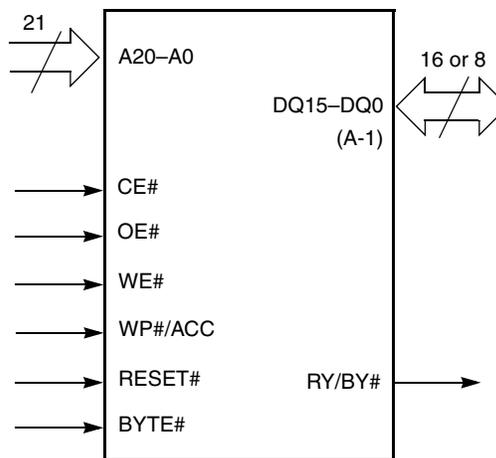 21
A20–A0
16 or 8
DQ15–DQ0
(A-1)
CE#
OE#
WE#
WP#/ACC
RESET#
RY/BY#
BYTE#